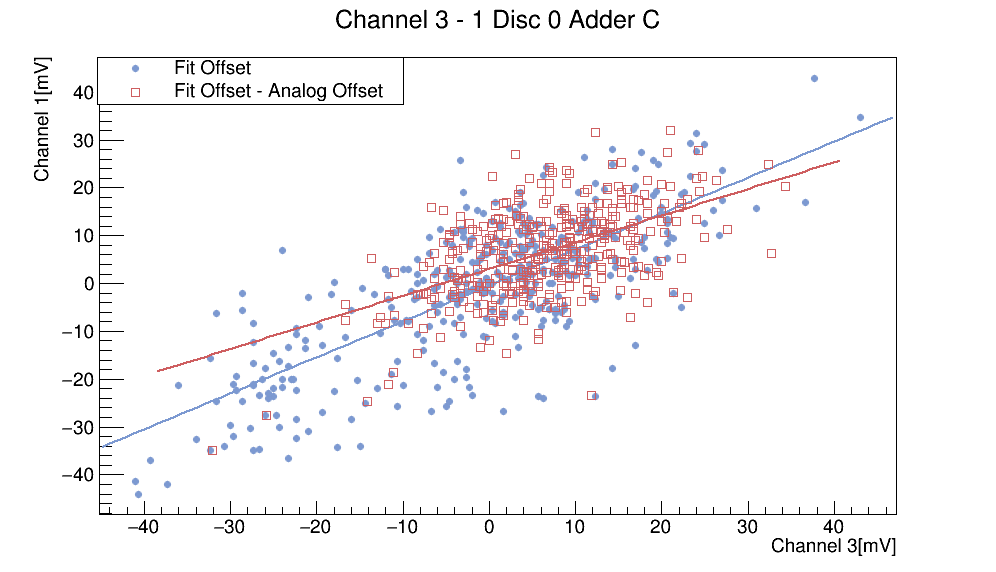 Channel 3 - 1 Disc 0 Adder C
Channel 1[mV]
Fit Offset
Fit Offset - Analog Offset
40
30
20
10
0
−10
−20
−30
−40
−40 −30 −20 −10 0 10 20 30 40
Channel 3[mV]